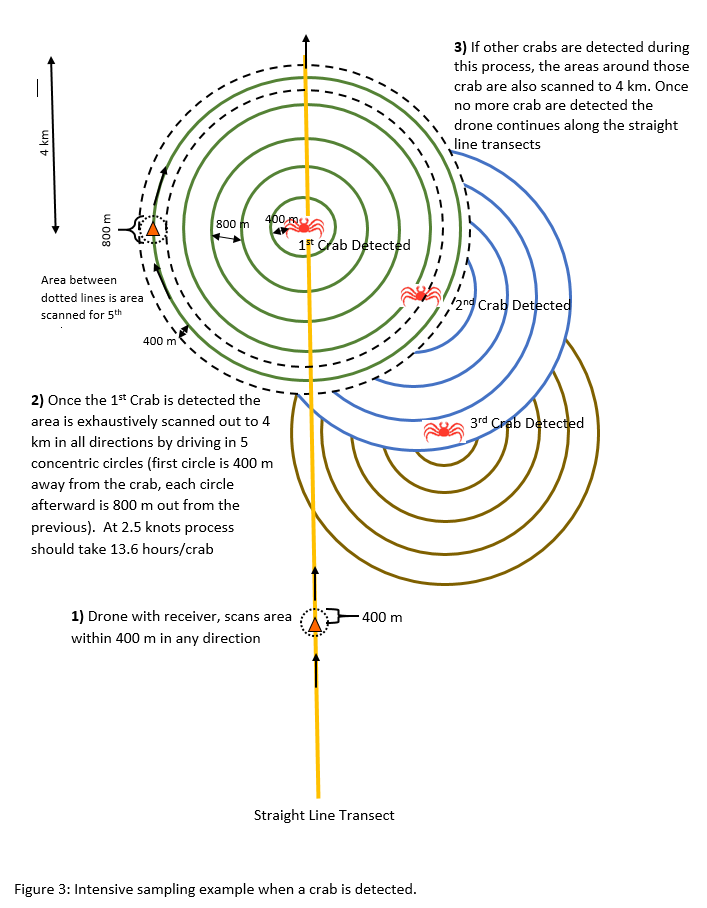 3) If other crabs are detected during
this process, the areas around those
crab are also scanned to 4 km. Once
no more crab are detected the
drone continues along the straight
line transects
4 km
800 m
400 m
800 m
1st Crab Detected
Area between
dotted lines is area
scanned for 5th
2nd Crab Detected
400 m
2) Once the 1st Crab is detected the
area is exhaustively scanned out to 4
km in all directions by driving in 5
concentric circles (first circle is 400 m
away from the crab, each circle
afterward is 800 m out from the
previous).  At 2.5 knots process
should take 13.6 hours/crab
3rd Crab Detected
1) Drone with receiver, scans area
within 400 m in any direction
400 m
Straight Line Transect
Figure 3: Intensive sampling example when a crab is detected.